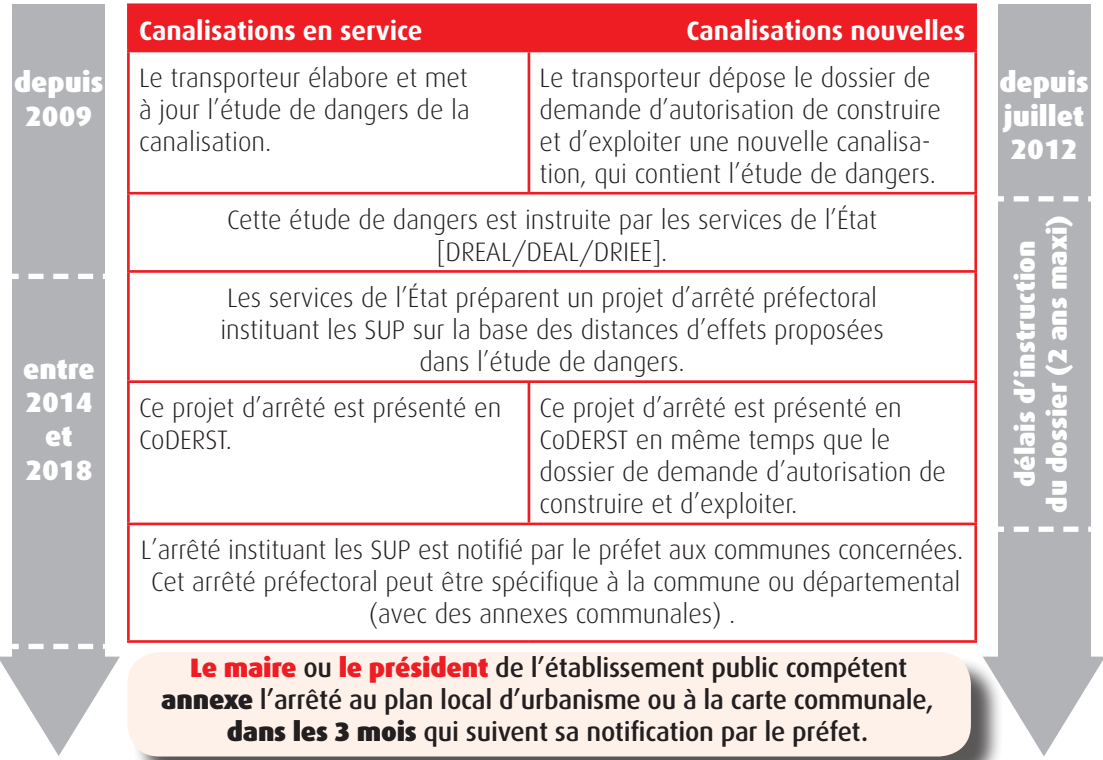 depuis
2009
entre
2014
et
2018
Canalisations en service
Canalisations nouvelles
Le transporteur élabore et met
à jour l'étude de dangers de la
canalisation.
Le transporteur dépose le dossier de
demande d'autorisation de construire
et d'exploiter une nouvelle canalisa-
tion, qui contient l'étude de dangers.
Cette étude de dangers est instruite par les services de l'État
[DREAL/DEAL/DRIEE].
Les services de l'État préparent un projet d'arrêté préfectoral
instituant les SUP sur la base des distances d'effets proposées
dans l'étude de dangers.
Ce projet d'arrêté est présenté en
CoDERST.
Ce projet d'arrêté est présenté en
CoDERST en même temps que le
dossier de demande d'autorisation de
construire et d'exploiter.
L'arrêté instituant les SUP est notifié par le préfet aux communes concernées.
Cet arrêté préfectoral peut être spécifique à la commune ou départemental
(avec des annexes communales) .
Le maire ou le président de l'établissement public compétent
annexe l'arrêté au plan local d'urbanisme ou à la carte communale,
dans les 3 mois qui suivent sa notification par le préfet.
depuis
juillet
2012
délais d'instruction
du dossier (2 ans maxi)